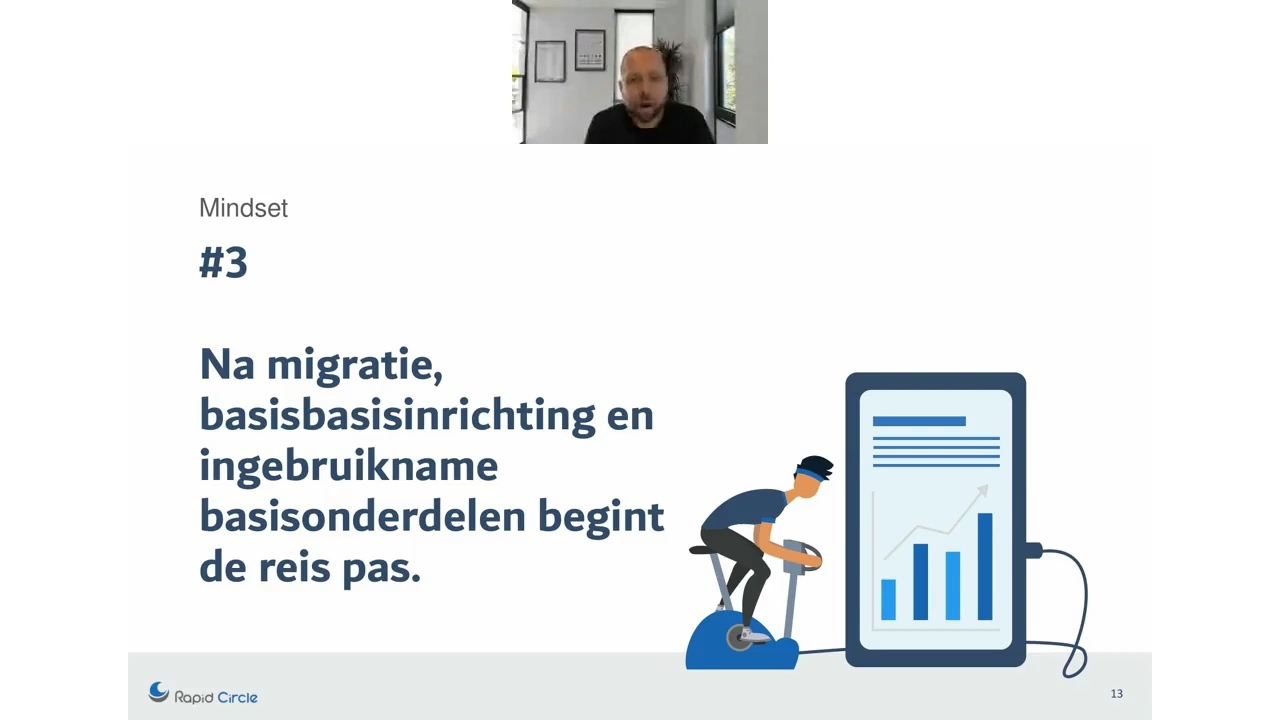 Mindset
#3
Na migratie,
basisbasisinrichting en
ingebruikname
basisonderdelen begint
de reis pas.
Rapid Circle
13